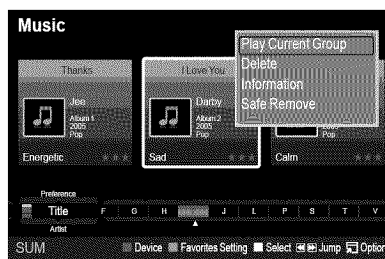 Music
Play Current Group
Delete
Information
Safe Remove
Thanks
I Love You
Jee
Album 1
2005
Pop
Darby
Album 2
2005
Pop
2005
Pop
Energetic
Sad
Calm
Preference
Title F G H J L P S T V
Artist
SUM Device Favorites Setting Select Jump Option